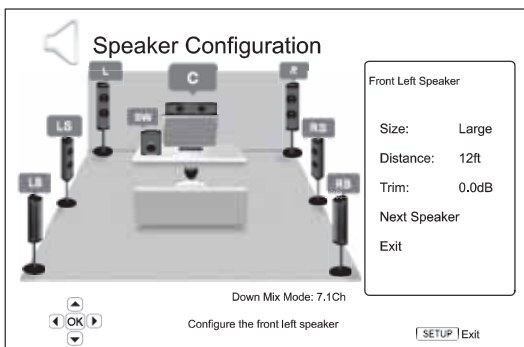 Speaker Configuration
L
C
R
SW
LS
RS
LB
RB
Front Left Speaker
Size: Large
Distance: 12ft
Trim: 0.0dB
Next Speaker
Exit
Down Mix Mode: 7.1Ch
OK
Configure the front left speaker
SETUP Exit